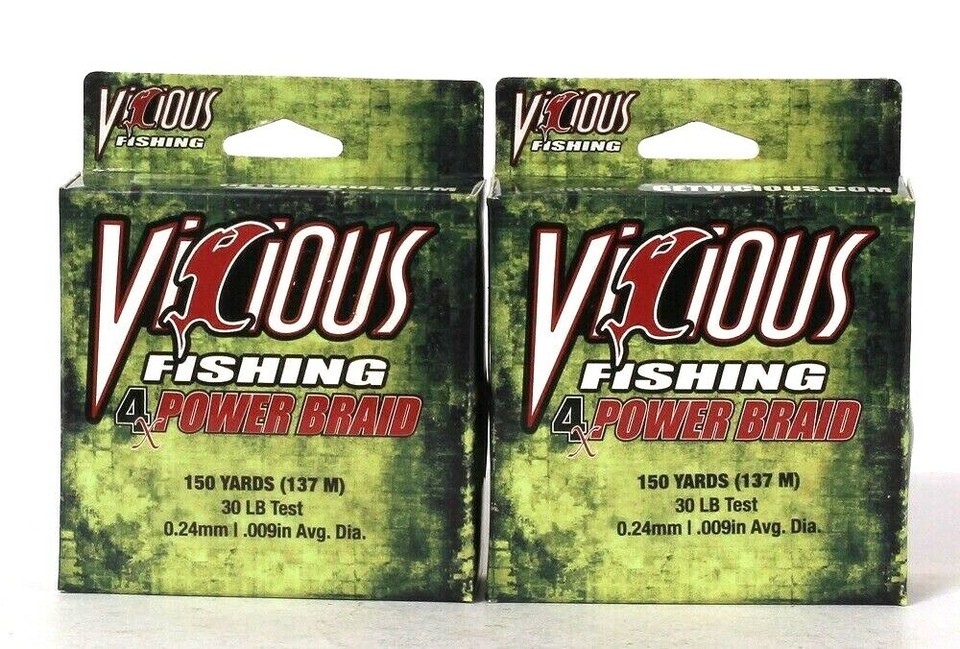 Vicious
FISHING
GETVICIOUS.COM
Vicious
FISHING
4x POWER BRAID
150 YARDS (137 M)
30 LB Test
0.24mm | .009in Avg. Dia.
Vicious
FISHING
GETVICIOUS.COM
Vicious
FISHING
4x POWER BRAID
150 YARDS (137 M)
30 LB Test
0.24mm | .009in Avg. Dia.